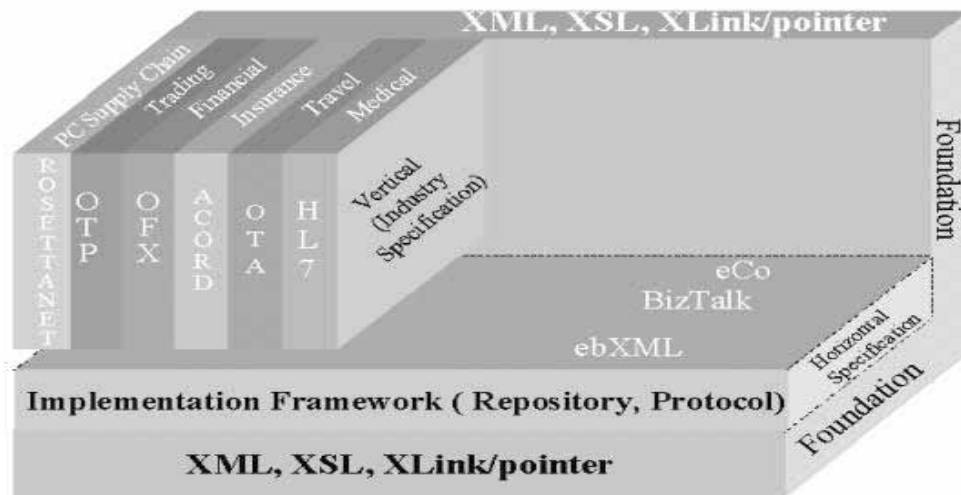 XML, XSL, XLink/pointer
PC Supply Chain
Trading
Financial
Insurance
Travel
Medical
ROSETTANET
OTP
OFX
ACORD
OTA
HL7
Vertical
(Industry
Specification)
Foundation
eCo
BizTalk
ebXML
Horizontal
Specification
Implementation Framework ( Repository, Protocol)
Foundation
XML, XSL, XLink/pointer